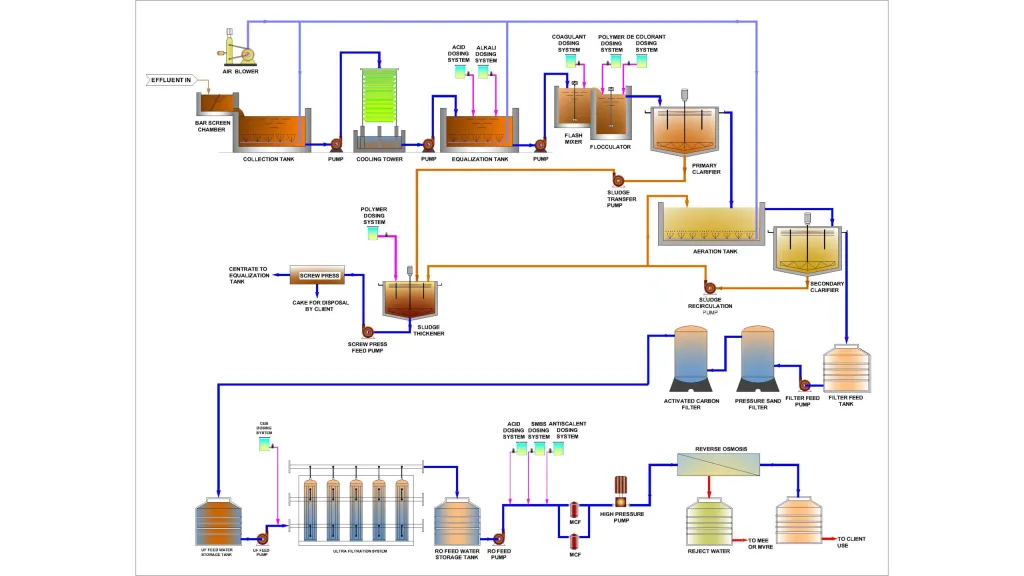 AIR BLOWER
EFFLUENT IN
BAR SCREEN
CHAMBER
COLLECTION TANK
PUMP
COOLING TOWER
PUMP
ACID
DOSING
SYSTEM
ALKALI
DOSING
SYSTEM
EQUALIZATION TANK
PUMP
COAGULANT
DOSING
SYSTEM
POLYMER
DOSING
SYSTEM
DE COLORANT
DOSING
SYSTEM
FLASH
MIXER
FLOCCULATOR
PRIMARY
CLARIFIER
SLUDGE
TRANSFER
PUMP
AERATION TANK
SECONDARY
CLARIFIER
SLUDGE
RECIRCULATION
PUMP
POLYMER
DOSING
SYSTEM
CENTRATE TO
EQUALIZATION
TANK
SCREW PRESS
CAKE FOR DISPOSAL
BY CLIENT
SCREW PRESS
FEED PUMP
SLUDGE
THICKENER
ACTIVATED CARBON
FILTER
PRESSURE SAND
FILTER
FILTER FEED
PUMP
FILTER FEED
TANK
CEB
DOSING
SYSTEM
UF FEED WATER
STORAGE TANK
UF FEED
PUMP
ULTRA FILTRATION SYSTEM
RO FEED WATER
STORAGE TANK
RO FEED
PUMP
ACID
DOSING
SYSTEM
SMBS
DOSING
SYSTEM
ANTISCALENT
DOSING
SYSTEM
MCF
MCF
HIGH PRESSURE
PUMP
REVERSE OSMOSIS
REJECT WATER
TO MEE
OR MVRE
TO CLIENT
USE